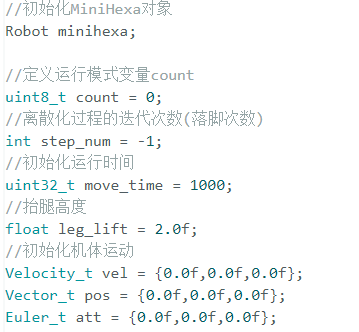 //初始化MiniHexa对象
Robot minihexa;
//定义运行模式变量count
uint8_t count = 0;
//离散化过程的迭代次数(落脚次数)
int step_num = -1;
//初始化运行时间
uint32_t move_time = 1000;
//抬腿高度
float leg_lift = 2.0f;
//初始化机体运动
Velocity_t vel = {0.0f,0.0f,0.0f};
Vector_t pos = {0.0f,0.0f,0.0f};
Euler_t att = {0.0f,0.0f,0.0f};